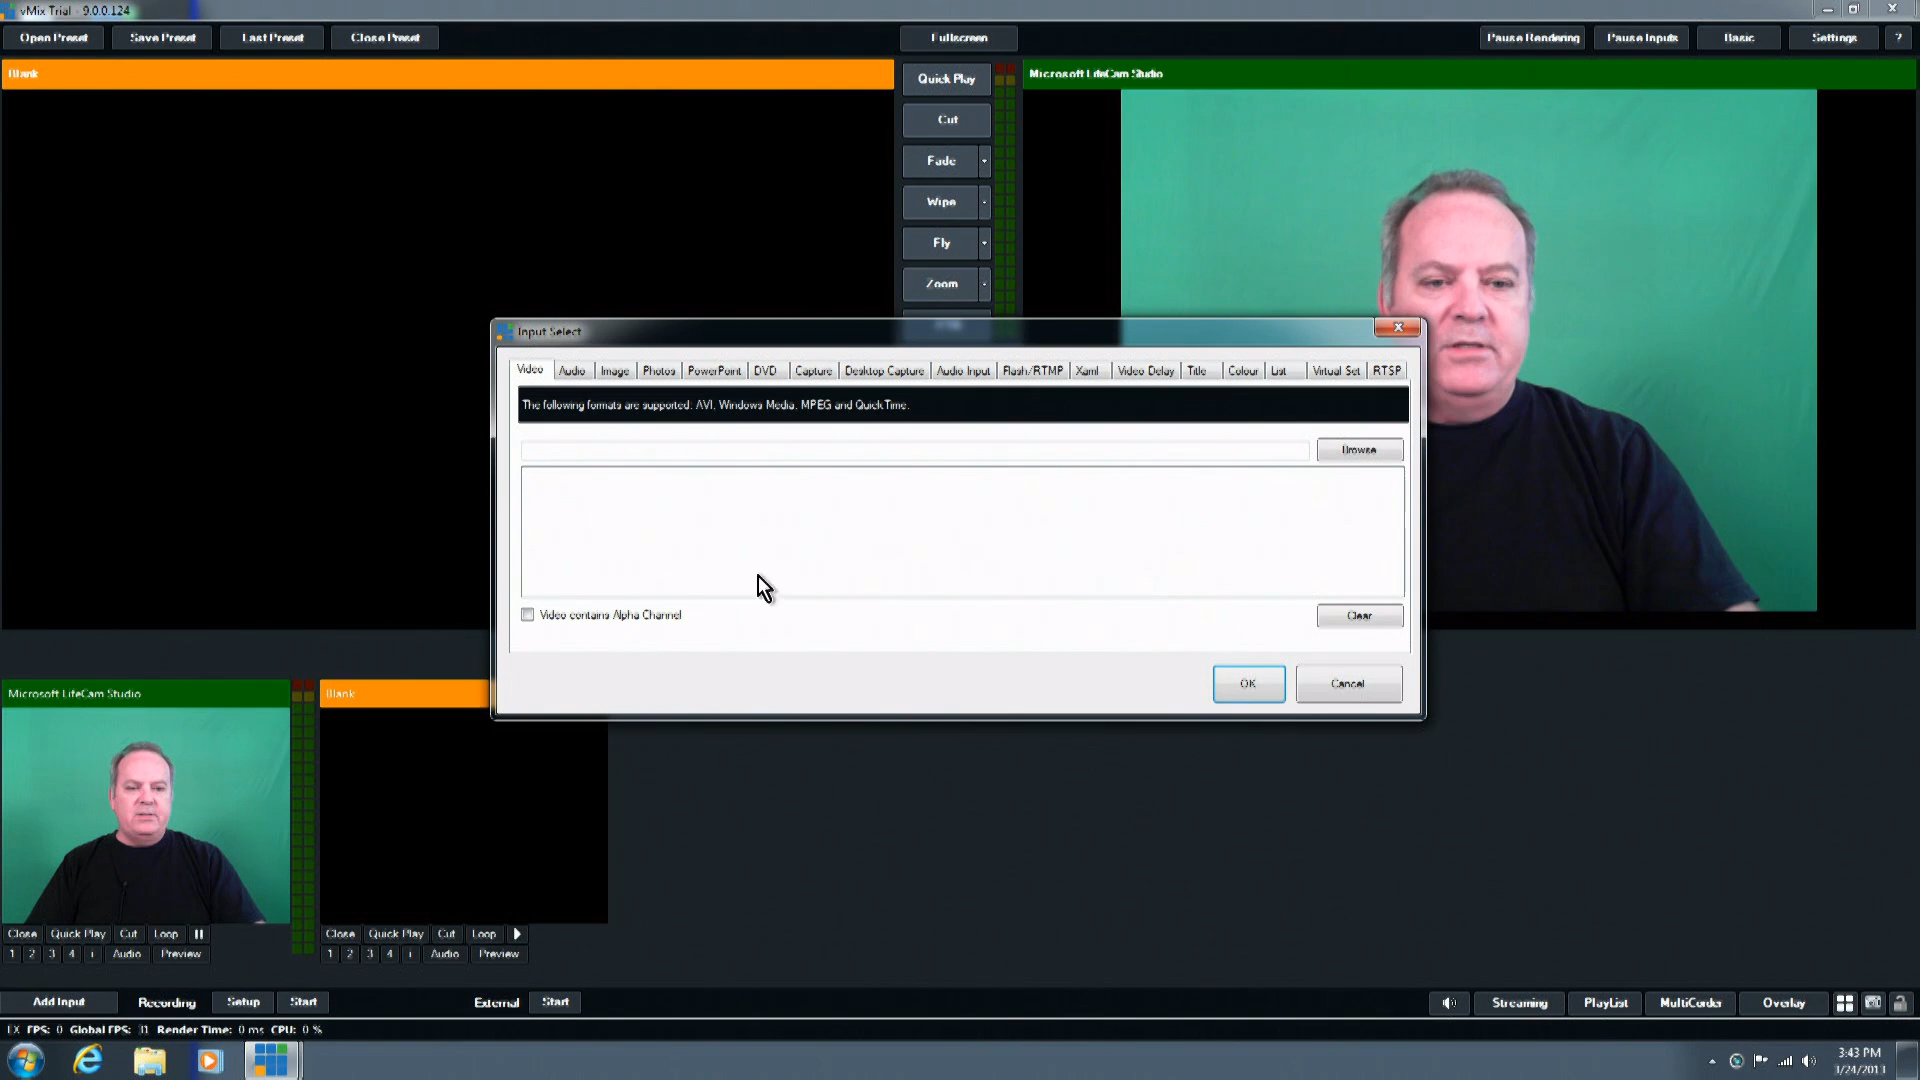 vMix Trial - 9.0.0.124
Open Preset Save Preset Last Preset Close Preset Fullscreen Pause Rendering Pause Inputs Basic Settings ?
Blank
Quick Play
Microsoft LifeCam Studio
Cut
Fade
Wipe
Fly
Zoom
Input Select
Video Audio Image Photos PowerPoint DVD Capture Desktop Capture Audio Input Flash/RTMP Xaml Video Delay Title Colour List Virtual Set RTSP
The following formats are supported: AVI, Windows Media, MPEG and QuickTime.
Browse
Video contains Alpha Channel
Clear
OK Cancel
Microsoft LifeCam Studio
Blank
Close Quick Play Cut Loop
1 2 3 4 i Audio Preview
Close Quick Play Cut Loop
1 2 3 4 i Audio Preview
Add Input Recording Setup Start External Start Streaming PlayList MultiCorder Overlay
EX FPS: 0 Global FPS: 31 Render Time: 0 ms CPU: 0 %
3:43 PM
3/24/2013